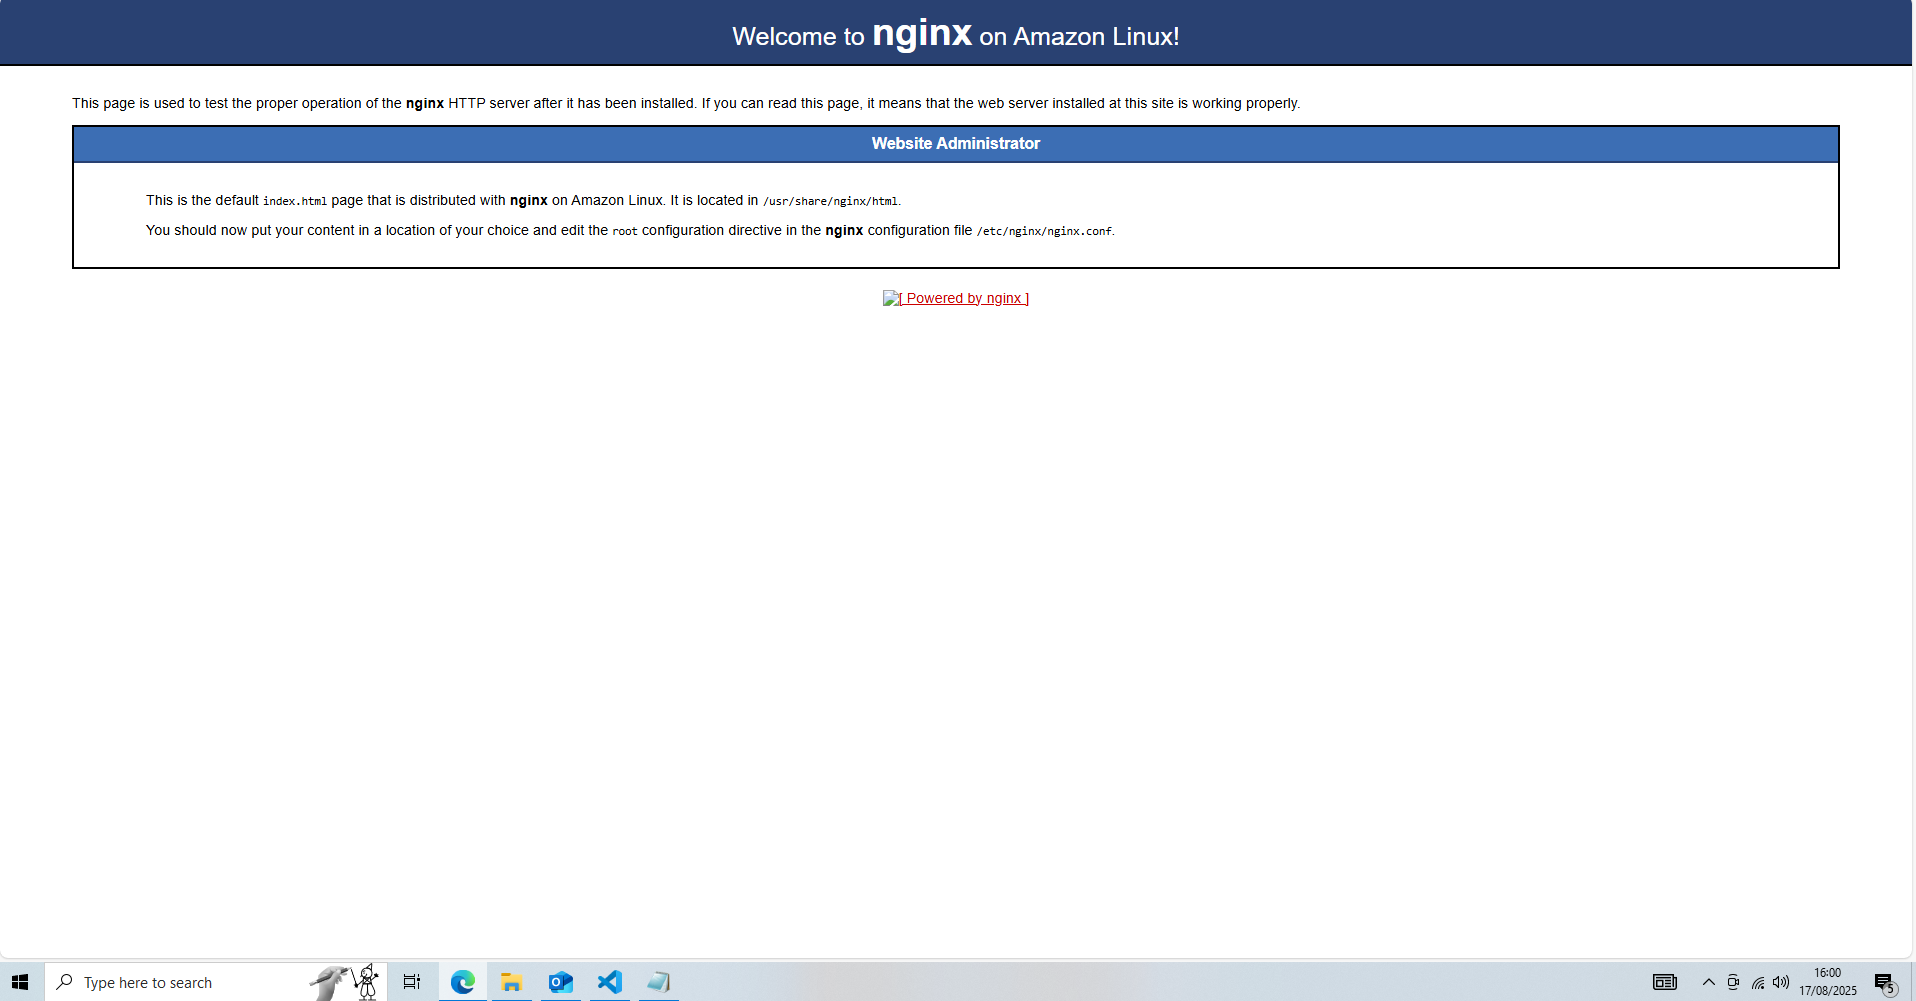 Welcome to nginx on Amazon Linux!
This page is used to test the proper operation of the nginx HTTP server after it has been installed. If you can read this page, it means that the web server installed at this site is working properly.
Website Administrator
This is the default index.html page that is distributed with nginx on Amazon Linux. It is located in /usr/share/nginx/html.
You should now put your content in a location of your choice and edit the root configuration directive in the nginx configuration file /etc/nginx/nginx.conf.
[ Powered by nginx ]
Type here to search
16:00
17/08/2025
5